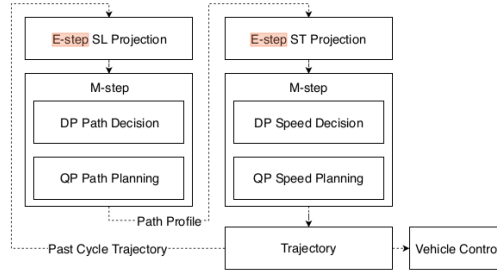 E-step SL Projection
M-step
DP Path Decision
QP Path Planning
E-step ST Projection
M-step
DP Speed Decision
QP Speed Planning
Path Profile
Past Cycle Trajectory
Trajectory
Vehicle Control